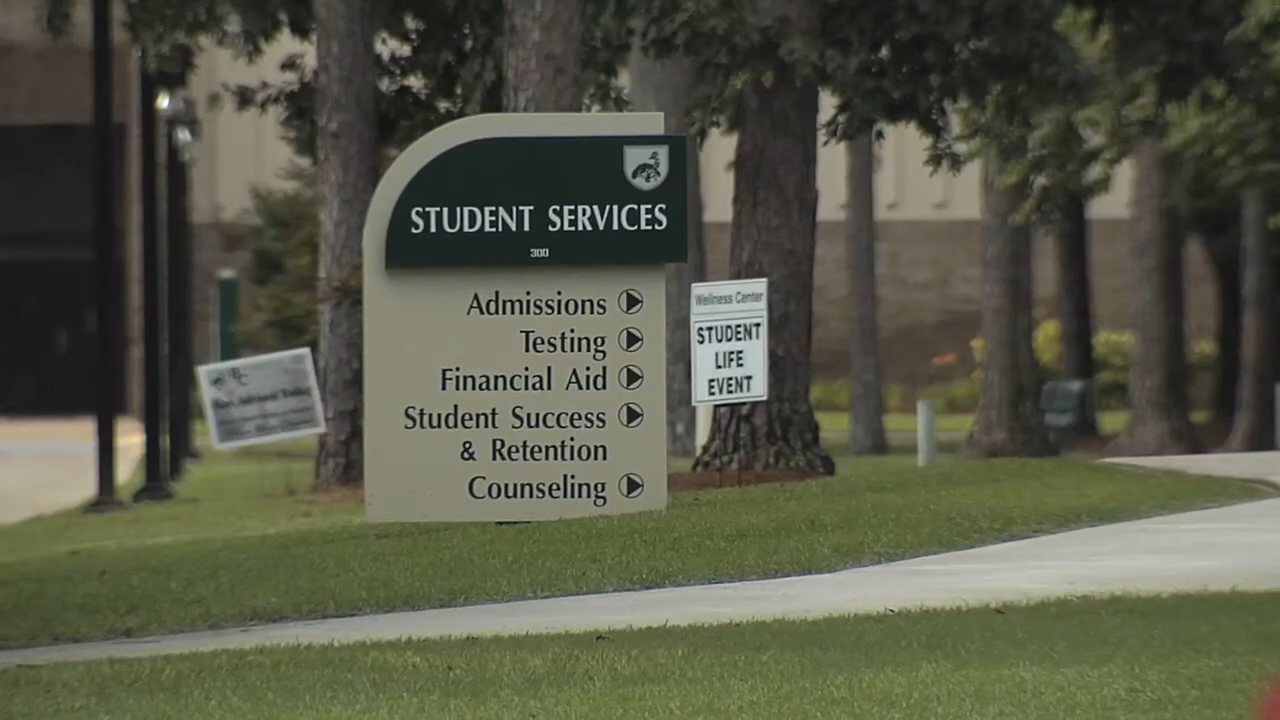 STUDENT SERVICES
300
Admissions
Testing
Financial Aid
Student Success
& Retention
Counseling
Wellness Center
STUDENT
LIFE
EVENT